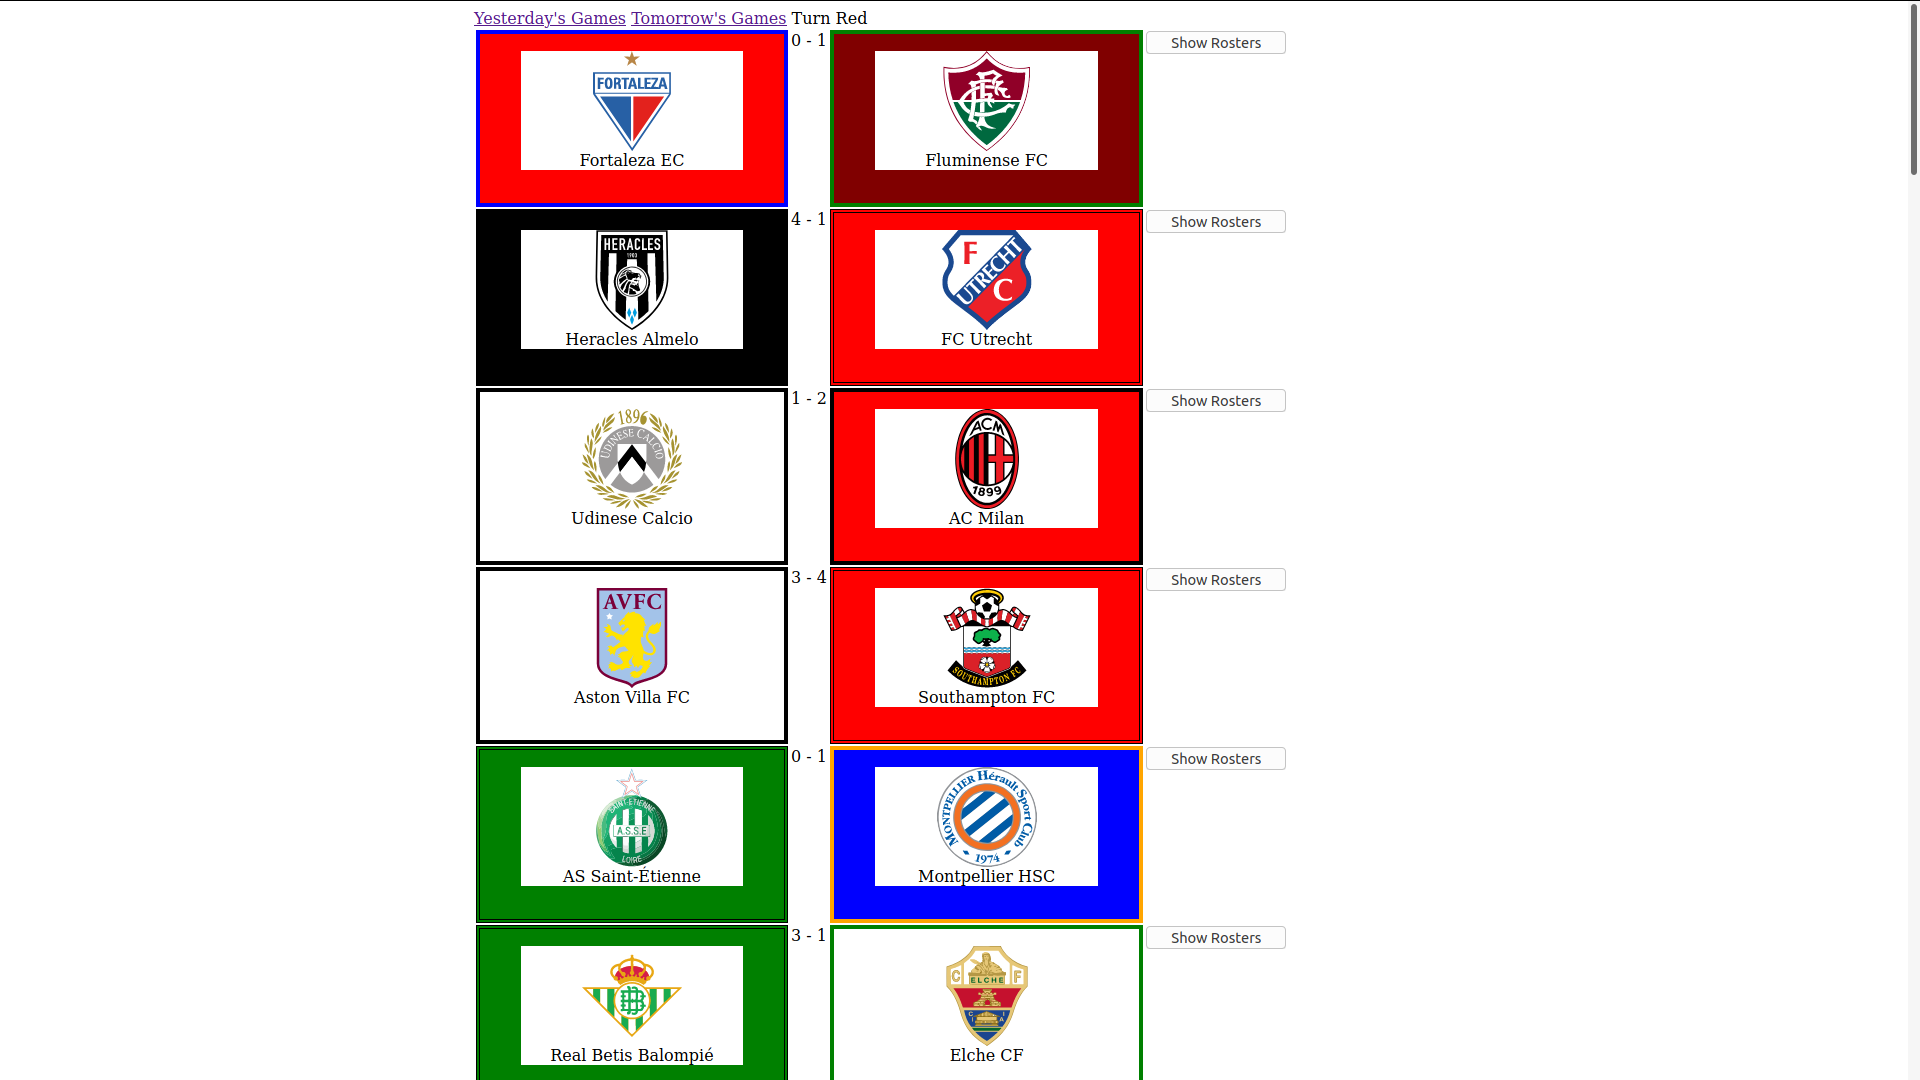 Yesterday's Games Tomorrow's Games Turn Red
0 - 1
Show Rosters
FORTALEZA
Fortaleza EC
Fluminense FC
4 - 1
Show Rosters
HERACLES
1903
Heracles Almelo
F
UTRECHT
C
FC Utrecht
1 - 2
Show Rosters
1896
UDINESE CALCIO
Udinese Calcio
ACM
1899
AC Milan
3 - 4
Show Rosters
AVFC
Aston Villa FC
SOUTHAMPTON FC
Southampton FC
0 - 1
Show Rosters
SAINT-ETIENNE
A.S.S.E
LOIRE
AS Saint-Étienne
MONTPELLIER Hérault Sport Club
1974
Montpellier HSC
3 - 1
Show Rosters
Real Betis Balompié
C F
ELCHE
C I
I A
Elche CF